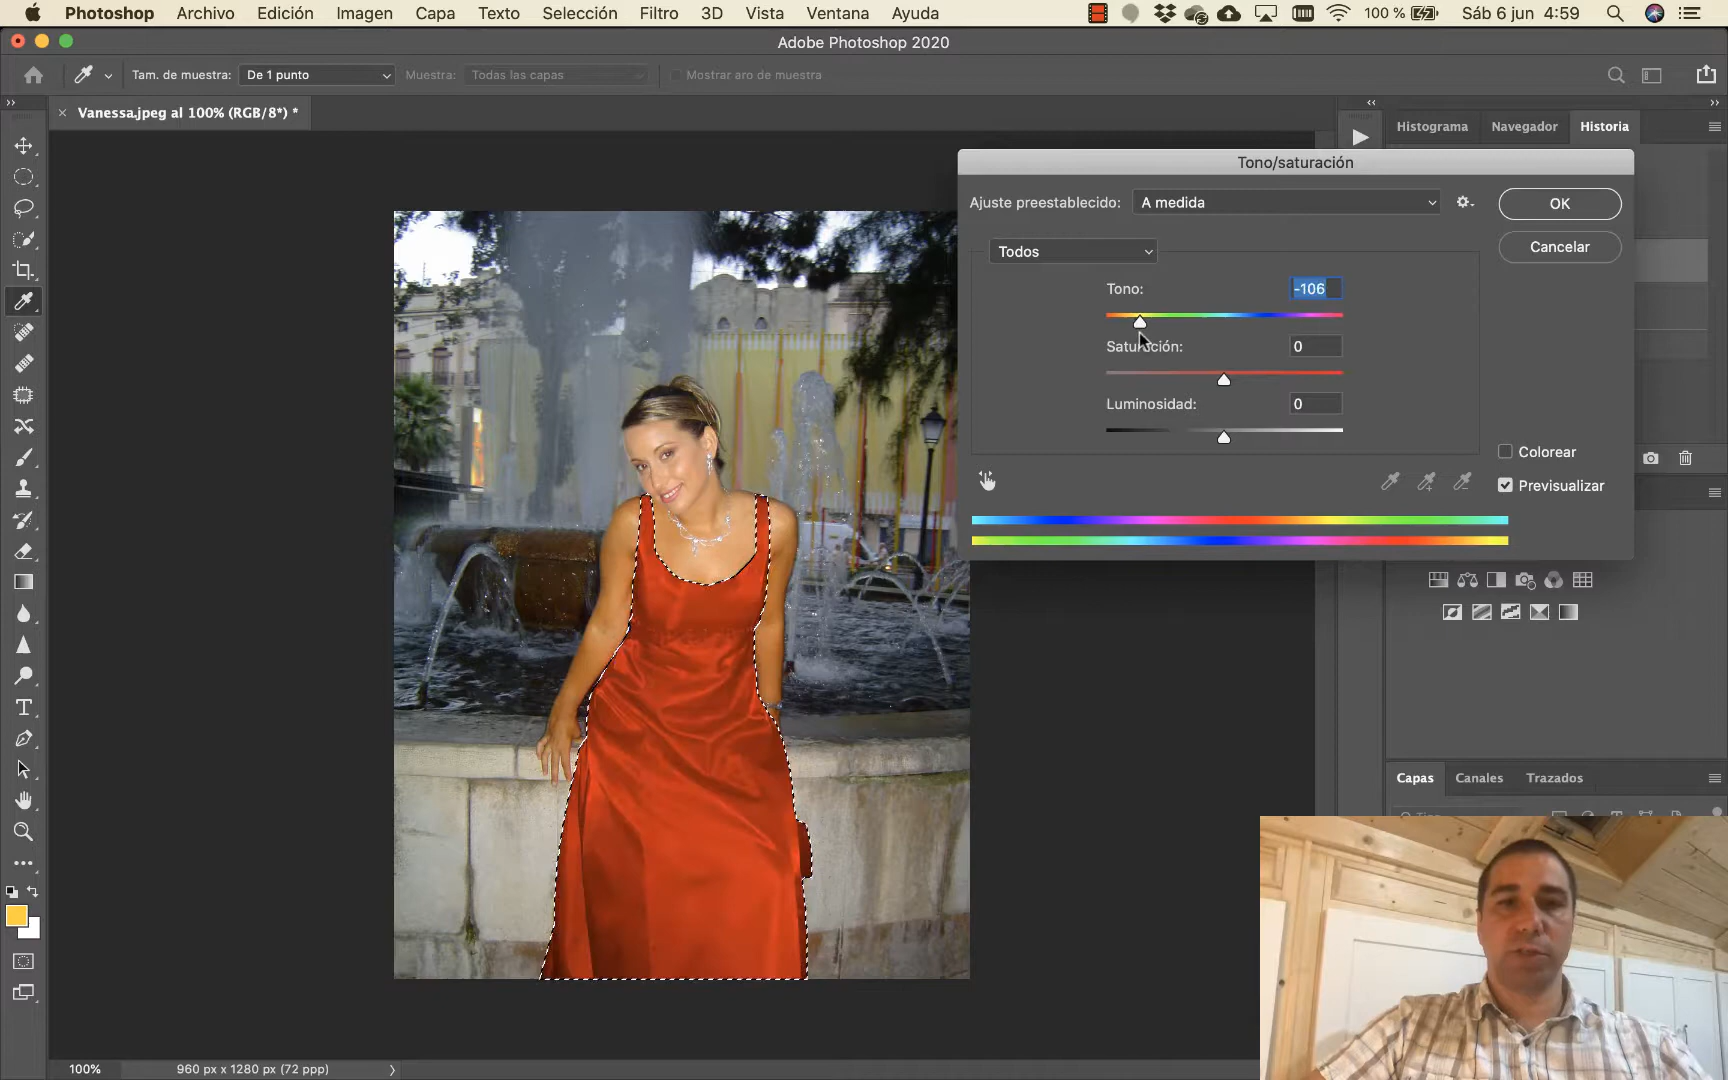 Photoshop Archivo Edición Imagen Capa Texto Selección Filtro 3D Vista Ventana Ayuda 100 % Sáb 6 jun 4:59
Adobe Photoshop 2020
Tam. de muestra: De 1 punto Muestra: Todas las capas Mostrar aro de muestra
Vanessa.jpeg al 100% (RGB/8*) *
Histograma Navegador Historia
Tono/saturación
Ajuste preestablecido: A medida
OK
Todos
Cancelar
Tono: -106
Saturación: 0
Luminosidad: 0
Colorear
Previsualizar
Capas Canales Trazados
100% 960 px x 1280 px (72 ppp)